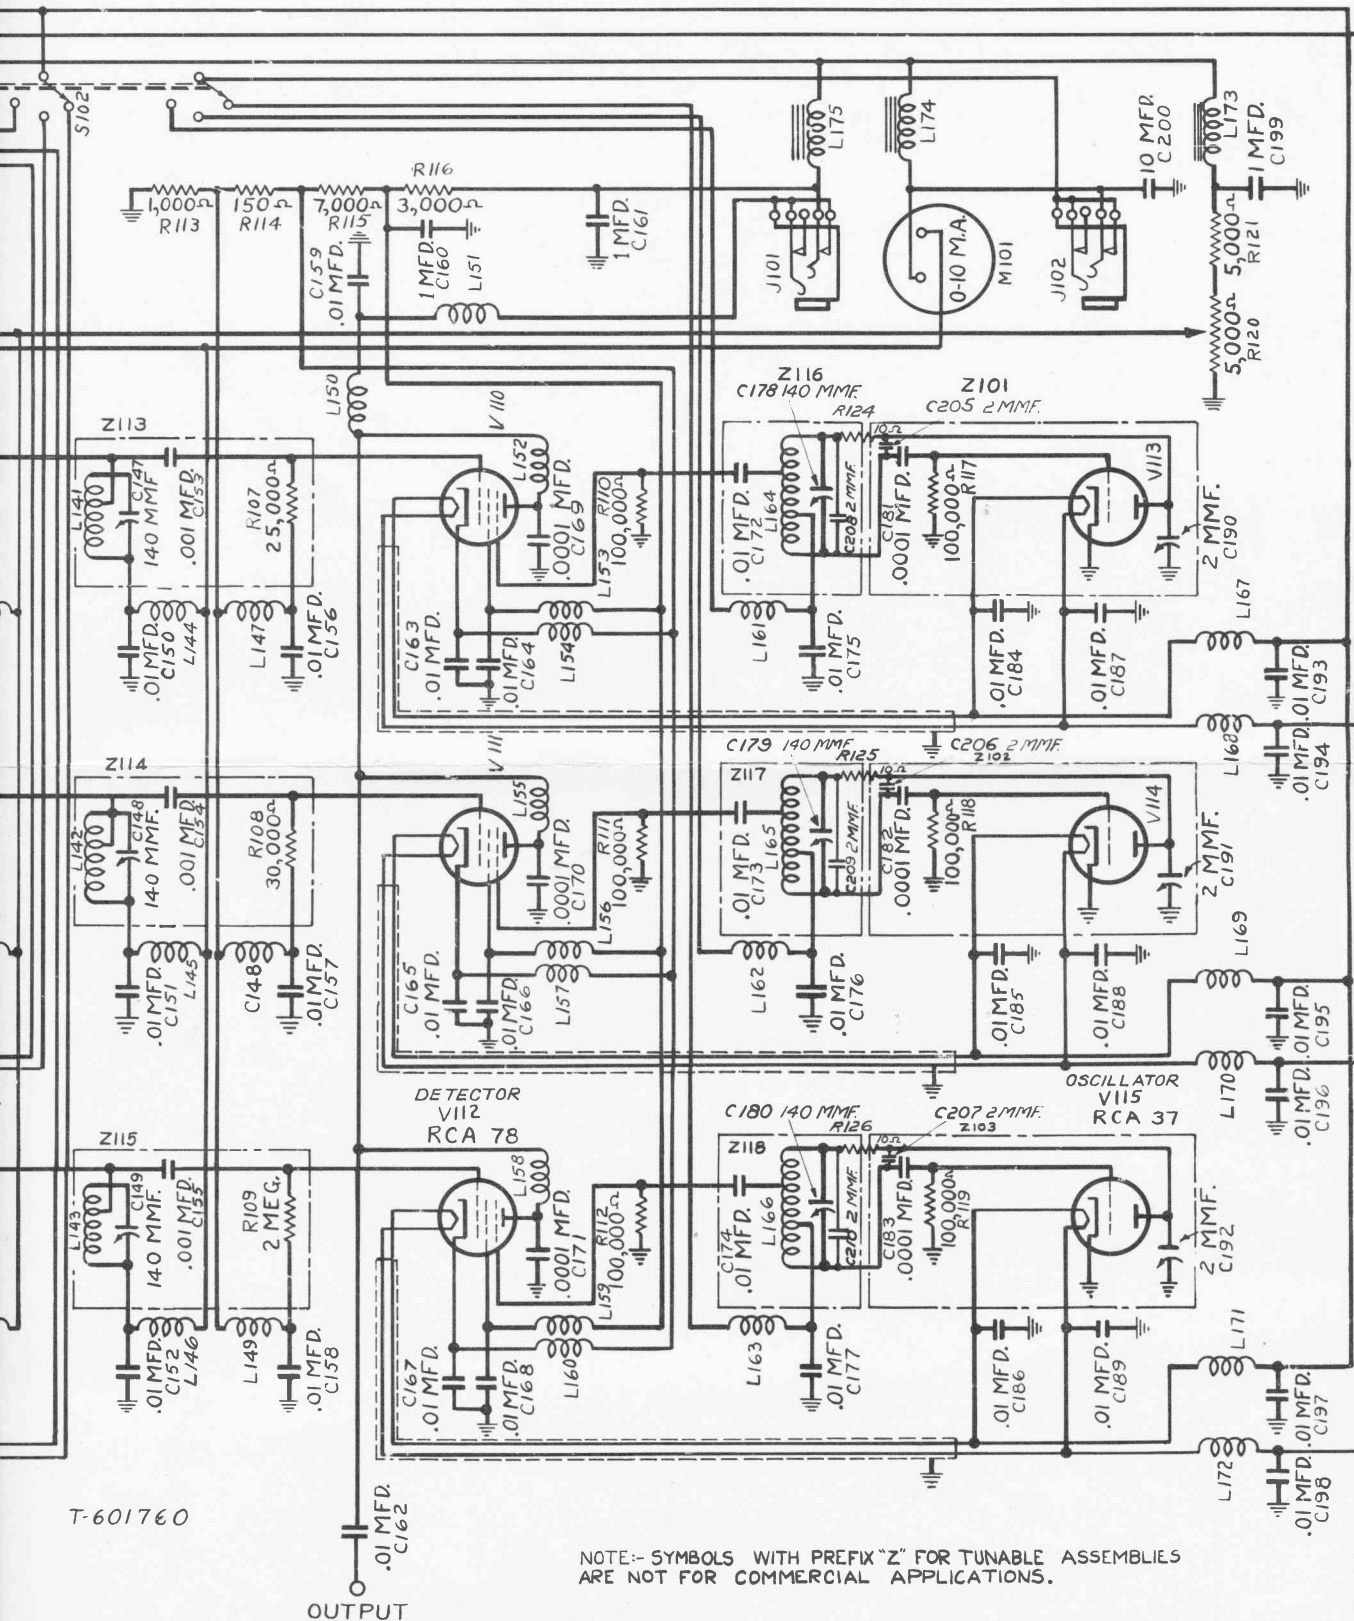 S102
L175
L174
L173
1 MFD.
C199
10 MFD.
C200
R116
1,000Ω
R113
150Ω
R114
7,000Ω
R115
3,000Ω
C159
.01 MFD.
1 MFD.
C160
L151
1 MFD.
C161
J101
0-10 M.A.
M101
J102
5,000Ω
R121
5,000Ω
R120
L150
V110
Z116
C178 140 MMF.
R124
Z101
C205 2 MMF.
10Ω
Z113
L141
C147
140 MMF
.001 MFD.
C153
R107
25,000Ω
L152
.0001 MFD.
C169
L153
R110
100,000Ω
.01 MFD.
C172
L164
C208 2 MMF.
C181
.0001 MFD.
R117
100,000Ω
V113
2 MMF.
C190
.01 MFD.
C150
L144
L147
.01 MFD.
C156
C163
.01 MFD.
.01 MFD.
C164
L154
L161
.01 MFD.
C175
.01 MFD.
C184
.01 MFD.
C187
L167
.01 MFD.
C193
L168
.01 MFD.
C194
V111
C179 140 MMF.
R125
C206 2 MMF.
Z102
10Ω
Z114
Z117
L142
C148
140 MMF.
.001 MFD
C154
R108
30,000Ω
L155
.0001 MFD.
C170
L156
R111
100,000Ω
.01 MFD.
C173
L165
C209 2 MMF.
C182
.0001 MFD.
R118
100,000Ω
V114
2 MMF.
C191
.01 MFD.
C151
L145
C148
.01 MFD.
C157
C165
.01 MFD.
.01 MFD.
C166
L157
L162
.01 MFD.
C176
.01 MFD.
C185
.01 MFD.
C188
L169
.01 MFD.
C195
L170
.01 MFD.
C196
DETECTOR
V112
RCA 78
OSCILLATOR
V115
RCA 37
C180 140 MMF.
R126
C207 2 MMF.
Z103
10Ω
Z115
Z118
L143
C149
140 MMF.
.001 MFD.
C155
R109
2 MEG.
L158
.0001 MFD.
C171
L159
R112
100,000Ω
C174
.01 MFD.
L166
2 MMF.
C183
.0001 MFD.
R119
100,000Ω
2 MMF.
C192
.01 MFD.
C152
L146
L149
.01 MFD.
C158
C167
.01 MFD.
.01 MFD.
C168
L160
L163
.01 MFD.
C177
.01 MFD.
C186
.01 MFD.
C189
L171
.01 MFD.
C197
L172
.01 MFD.
C198
T-601760
.01 MFD.
C162
OUTPUT
NOTE:- SYMBOLS WITH PREFIX "Z" FOR TUNABLE ASSEMBLIES
ARE NOT FOR COMMERCIAL APPLICATIONS.